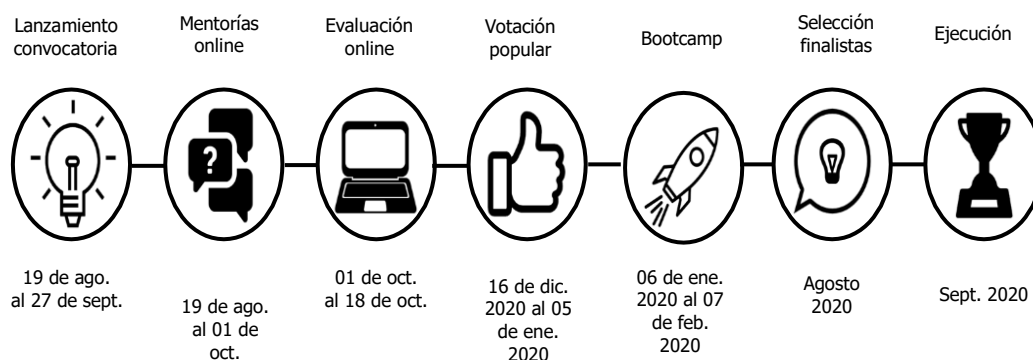 Lanzamiento
convocatoria
Mentorías
online
Evaluación
online
Votación
popular
Bootcamp
Selección
finalistas
Ejecución
?
19 de ago.
al 27 de sept.
19 de ago.
al 01 de
oct.
01 de oct.
al 18 de oct.
16 de dic.
2020 al 05
de ene.
2020
06 de ene.
2020 al 07
de feb.
2020
Agosto
2020
Sept. 2020